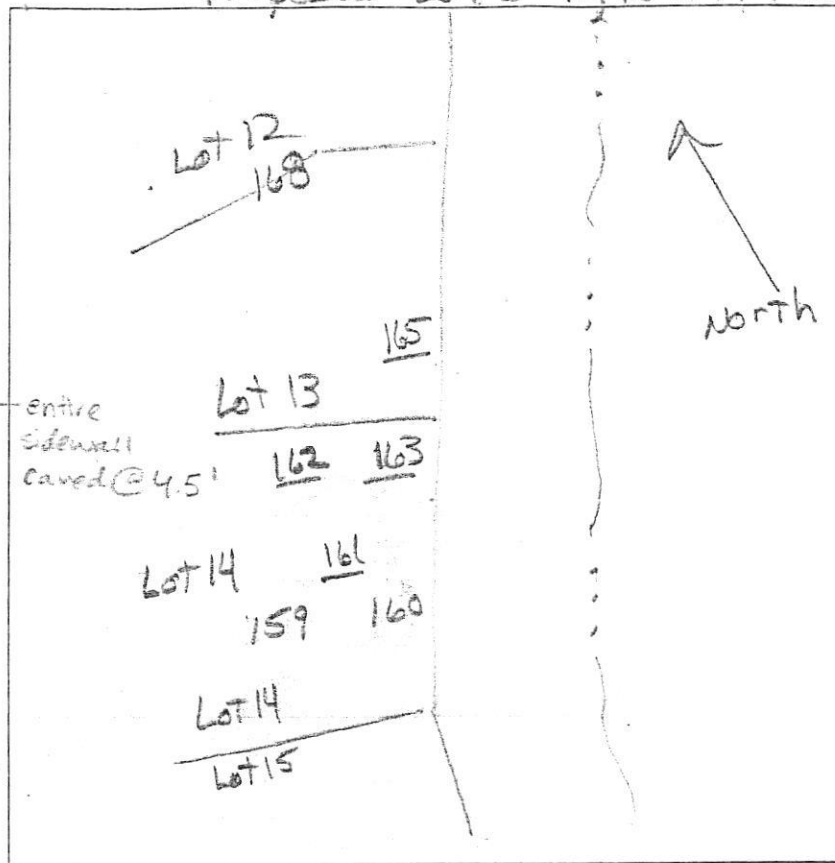 Lot 12
168
North
165
Lot 13
entire
sidewall
caved @ 4.5'
162 163
Lot 14
161
159 160
Lot 14
Lot 15